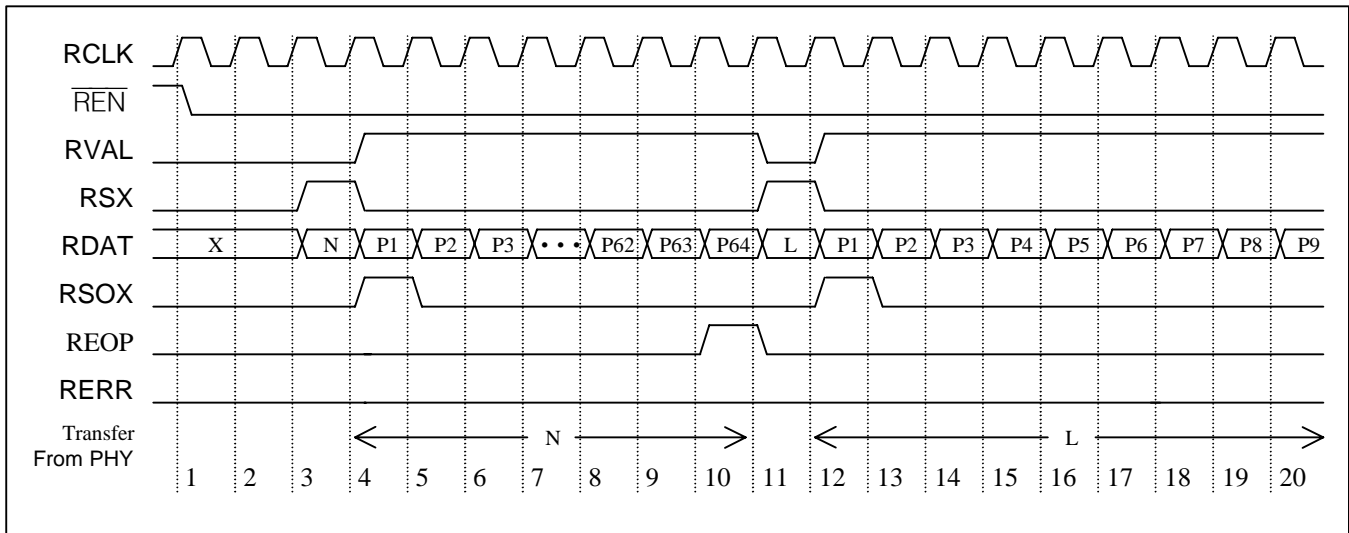 RCLK
REN
RVAL
RSX
RDAT X N P1 P2 P3 • • • P62 P63 P64 L P1 P2 P3 P4 P5 P6 P7 P8 P9
RSOX
REOP
RERR
Transfer N L
From PHY
1 2 3 4 5 6 7 8 9 10 11 12 13 14 15 16 17 18 19 20